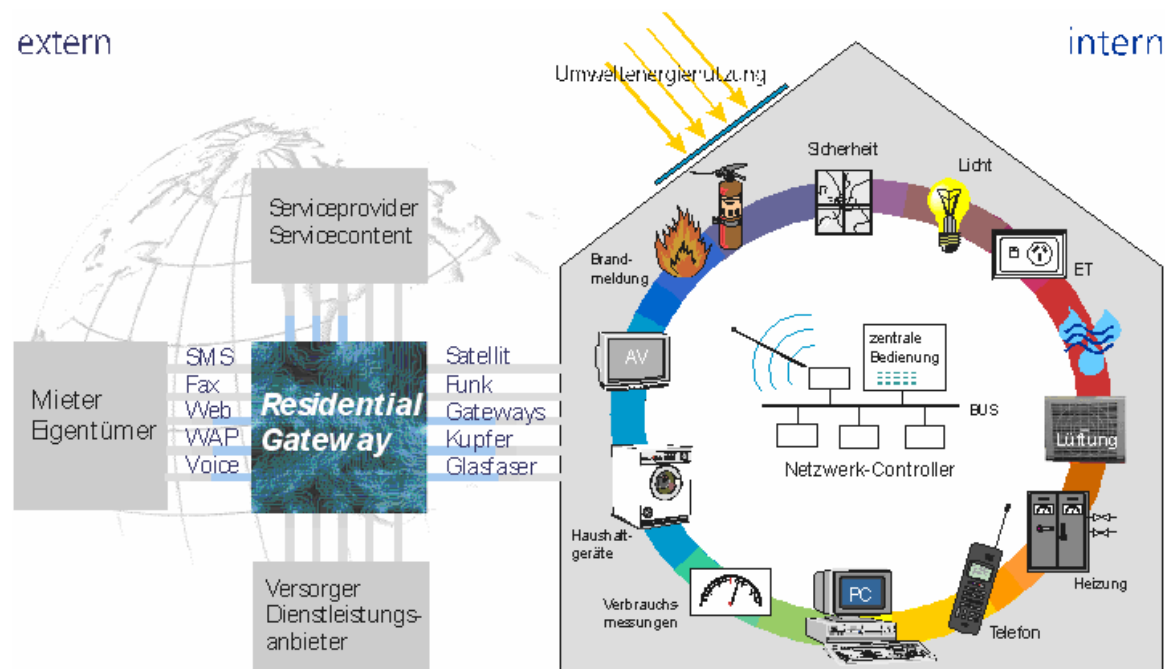 extern
intern
Umweltenergienutzung
Serviceprovider
Servicecontent
Mieter
Eigentümer
SMS
Fax
Web
WAP
Voice
Residential
Gateway
Satellit
Funk
Gateways
Kupfer
Glasfaser
Versorger
Dienstleistungs-
anbieter
Sicherheit
Licht
ET
Brand-
meldung
AV
zentrale
Bedienung
BUS
Netzwerk-Controller
Lüftung
Haushalt-
geräte
Heizung
Verbrauchs-
messungen
PC
Telefon